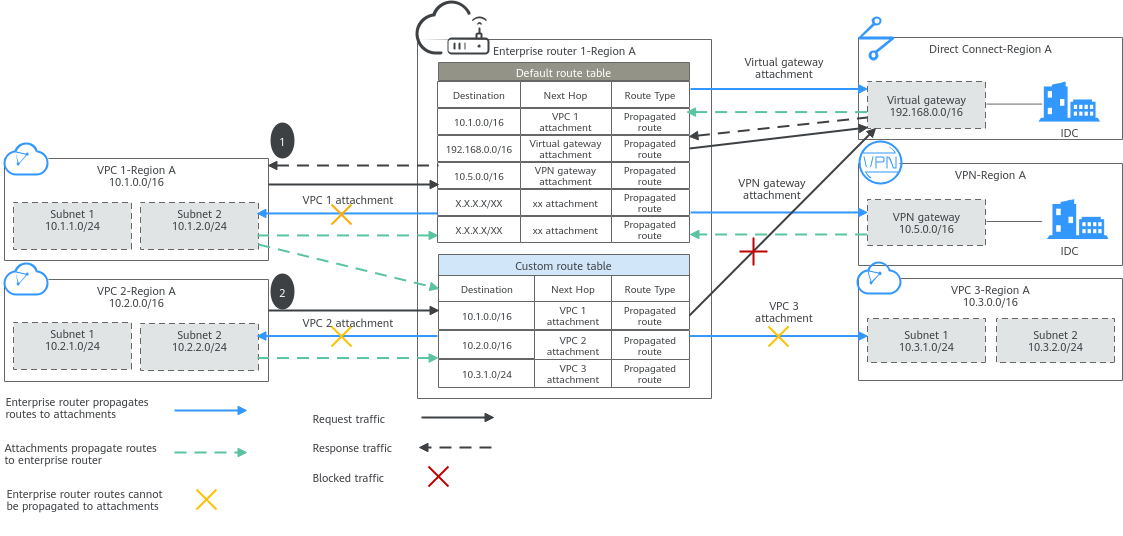 Enterprise router 1-Region A
Default route table
Destination Next Hop Route Type
10.1.0.0/16 VPC 1 attachment Propagated route
192.168.0.0/16 Virtual gateway attachment Propagated route
10.5.0.0/16 VPN gateway attachment Propagated route
X.X.X.X/XX xx attachment Propagated route
X.X.X.X/XX xx attachment Propagated route
Custom route table
Destination Next Hop Route Type
10.1.0.0/16 VPC 1 attachment Propagated route
10.2.0.0/16 VPC 2 attachment Propagated route
10.3.1.0/24 VPC 3 attachment Propagated route
1
VPC 1-Region A
10.1.0.0/16
Subnet 1
10.1.1.0/24
Subnet 2
10.1.2.0/24
VPC 1 attachment
2
VPC 2-Region A
10.2.0.0/16
Subnet 1
10.2.1.0/24
Subnet 2
10.2.2.0/24
VPC 2 attachment
Virtual gateway
attachment
Direct Connect-Region A
Virtual gateway
192.168.0.0/16
IDC
VPN gateway
attachment
VPN
VPN-Region A
VPN gateway
10.5.0.0/16
IDC
VPC 3
attachment
VPC 3-Region A
10.3.0.0/16
Subnet 1
10.3.1.0/24
Subnet 2
10.3.2.0/24
Enterprise router propagates
routes to attachments
Attachments propagate routes
to enterprise router
Enterprise router routes cannot
be propagated to attachments
Request traffic
Response traffic
Blocked traffic